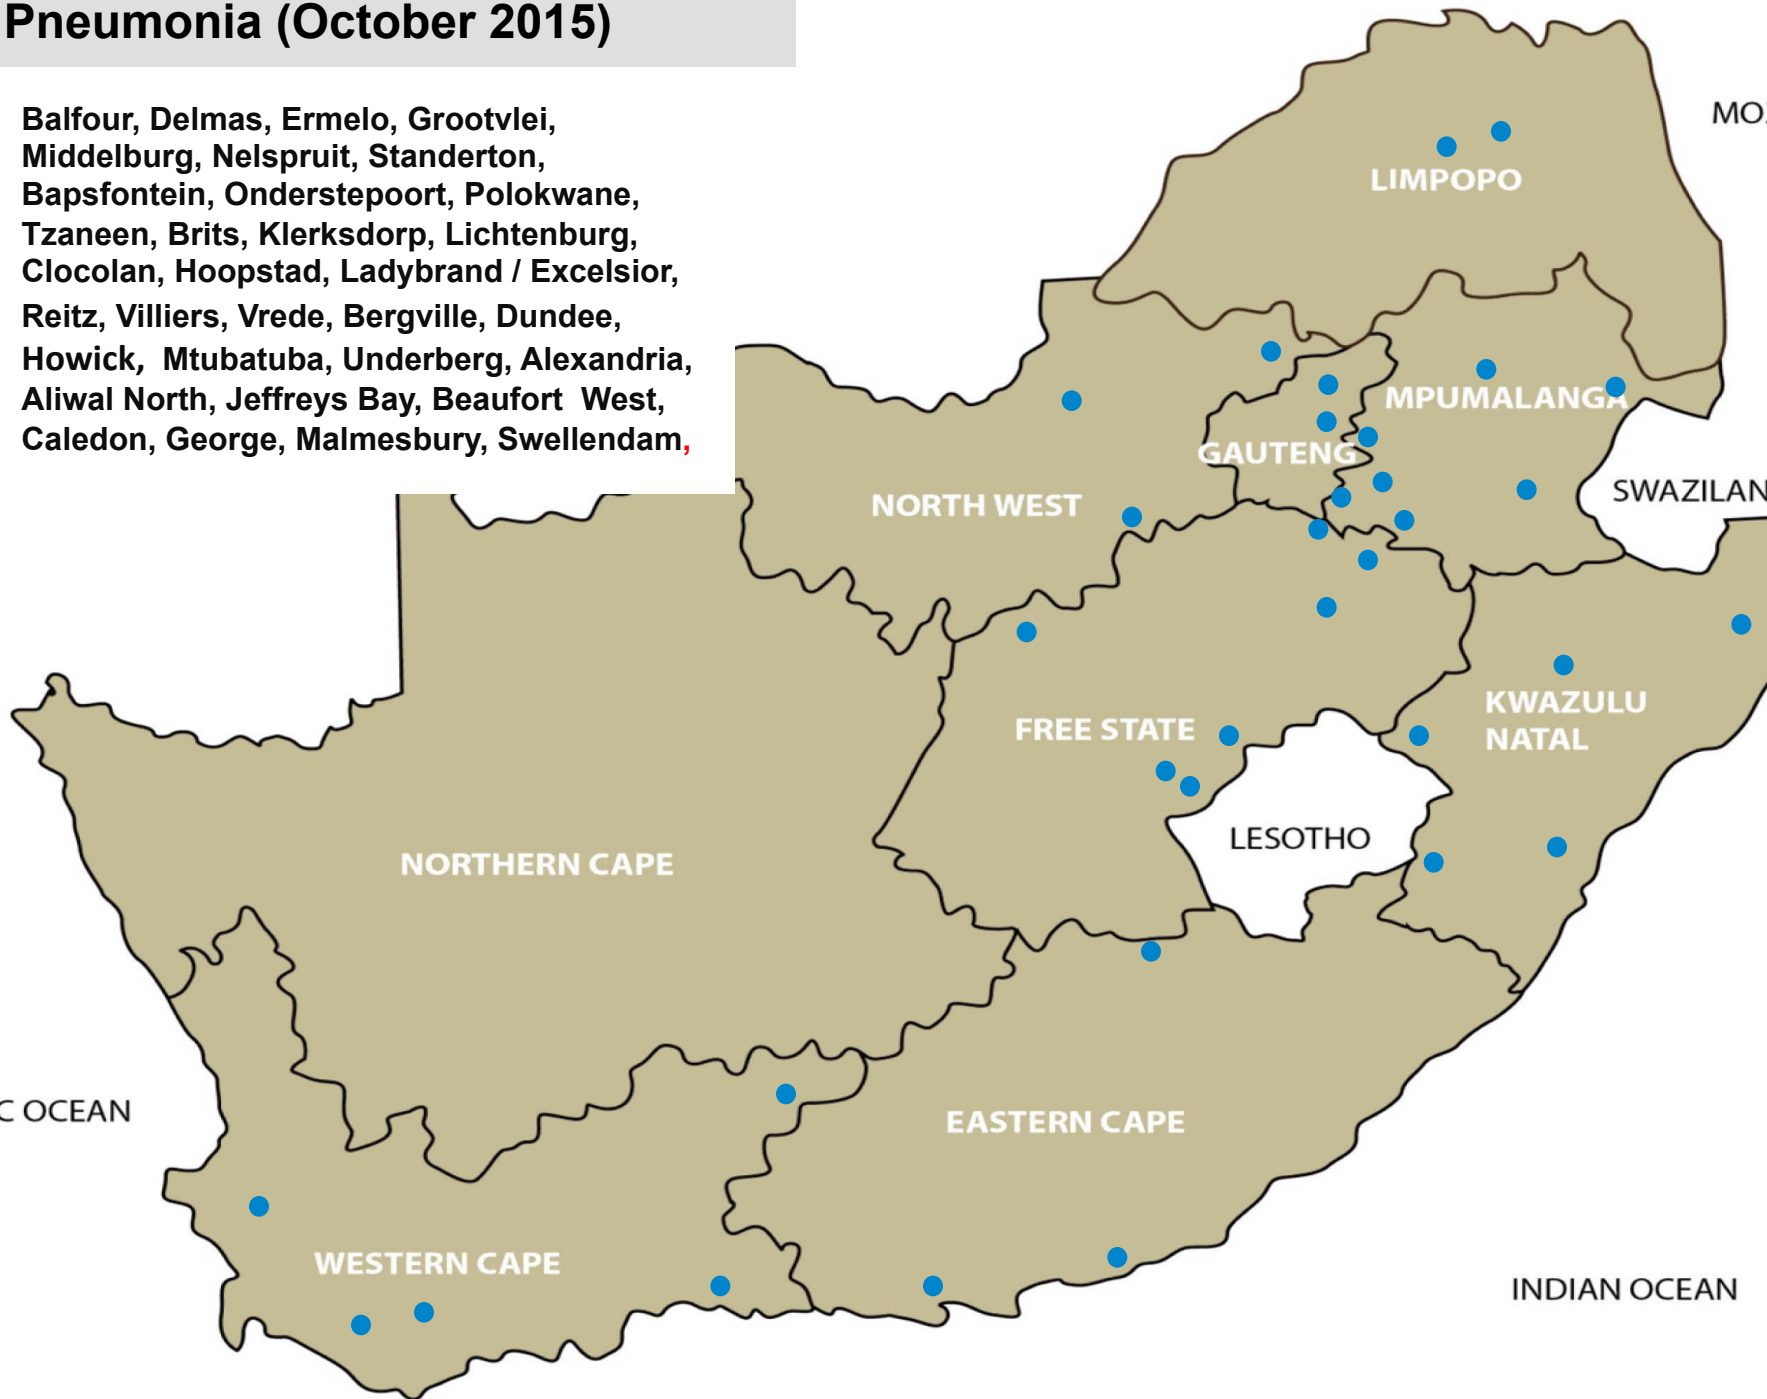 Pneumonia (October 2015)
Balfour, Delmas, Ermelo, Grootvlei,
Middelburg, Nelspruit, Standerton,
Bapsfontein, Onderstepoort, Polokwane,
Tzaneen, Brits, Klerksdorp, Lichtenburg,
Clocolan, Hoopstad, Ladybrand / Excelsior,
Reitz, Villiers, Vrede, Bergville, Dundee,
Howick, Mtubatuba, Underberg, Alexandria,
Aliwal North, Jeffreys Bay, Beaufort West,
Caledon, George, Malmesbury, Swellendam,
MOZ
LIMPOPO
MPUMALANGA
GAUTENG
SWAZILAN
NORTH WEST
KWAZULU
NATAL
FREE STATE
LESOTHO
NORTHERN CAPE
C OCEAN
EASTERN CAPE
WESTERN CAPE
INDIAN OCEAN